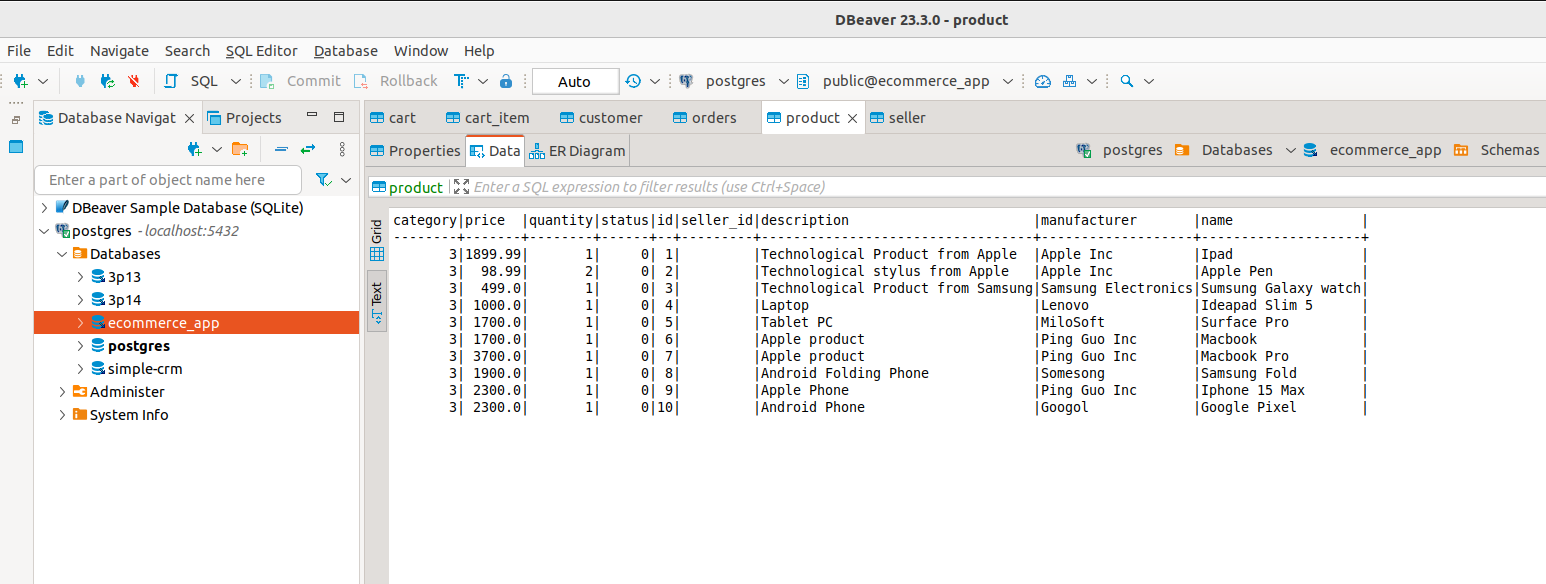 DBeaver 23.3.0 - product
File Edit Navigate Search SQL Editor Database Window Help
SQL Commit Rollback Auto postgres public@ecommerce_app
Database Navigat Projects
cart cart_item customer orders product seller
Properties Data ER Diagram postgres Databases ecommerce_app Schemas
Enter a part of object name here
product Enter a SQL expression to filter results (use Ctrl+Space)
DBeaver Sample Database (SQLite)
postgres - localhost:5432
Databases
3p13
3p14
ecommerce_app
postgres
simple-crm
Administer
System Info
Grid
Text
category|price |quantity|status|id|seller_id|description |manufacturer |name |
--------+-------+--------+------+--+---------+---------------------------------+-------------------+--------------------+
3|1899.99| 1| 0| 1| |Technological Product from Apple |Apple Inc |Ipad |
3| 98.99| 2| 0| 2| |Technological stylus from Apple |Apple Inc |Apple Pen |
3| 499.0| 1| 0| 3| |Technological Product from Samsung|Samsung Electronics|Sumsung Galaxy watch|
3| 1000.0| 1| 0| 4| |Laptop |Lenovo |Ideapad Slim 5 |
3| 1700.0| 1| 0| 5| |Tablet PC |MiloSoft |Surface Pro |
3| 1700.0| 1| 0| 6| |Apple product |Ping Guo Inc |Macbook |
3| 3700.0| 1| 0| 7| |Apple product |Ping Guo Inc |Macbook Pro |
3| 1900.0| 1| 0| 8| |Android Folding Phone |Somesong |Samsung Fold |
3| 2300.0| 1| 0| 9| |Apple Phone |Ping Guo Inc |Iphone 15 Max |
3| 2300.0| 1| 0|10| |Android Phone |Googol |Google Pixel |